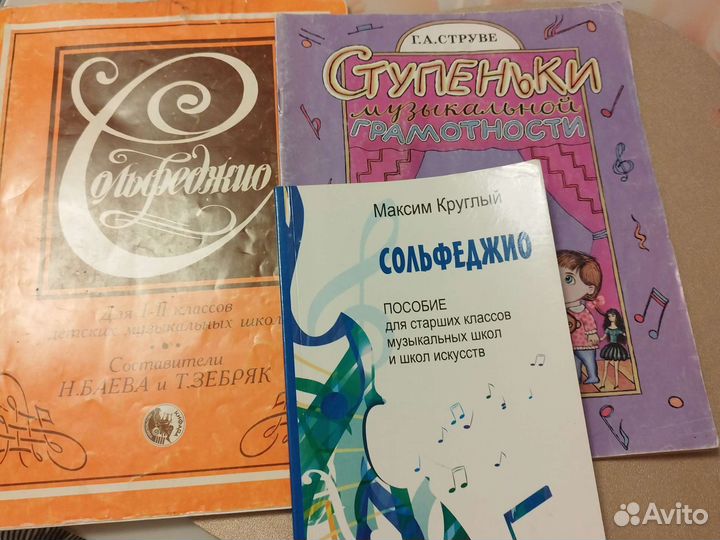 Сольфеджио
Для I-II классов
детских музыкальных школ
Составители
Н.БАЕВА и Т.ЗЕБРЯК
Г.А.СТРУВЕ
СТУПЕНЬКИ
МУЗЫКАЛЬНОЙ
ГРАМОТНОСТИ
Максим Круглый
СОЛЬФЕДЖИО
ПОСОБИЕ
для старших классов
музыкальных школ
и школ искусств
Avito